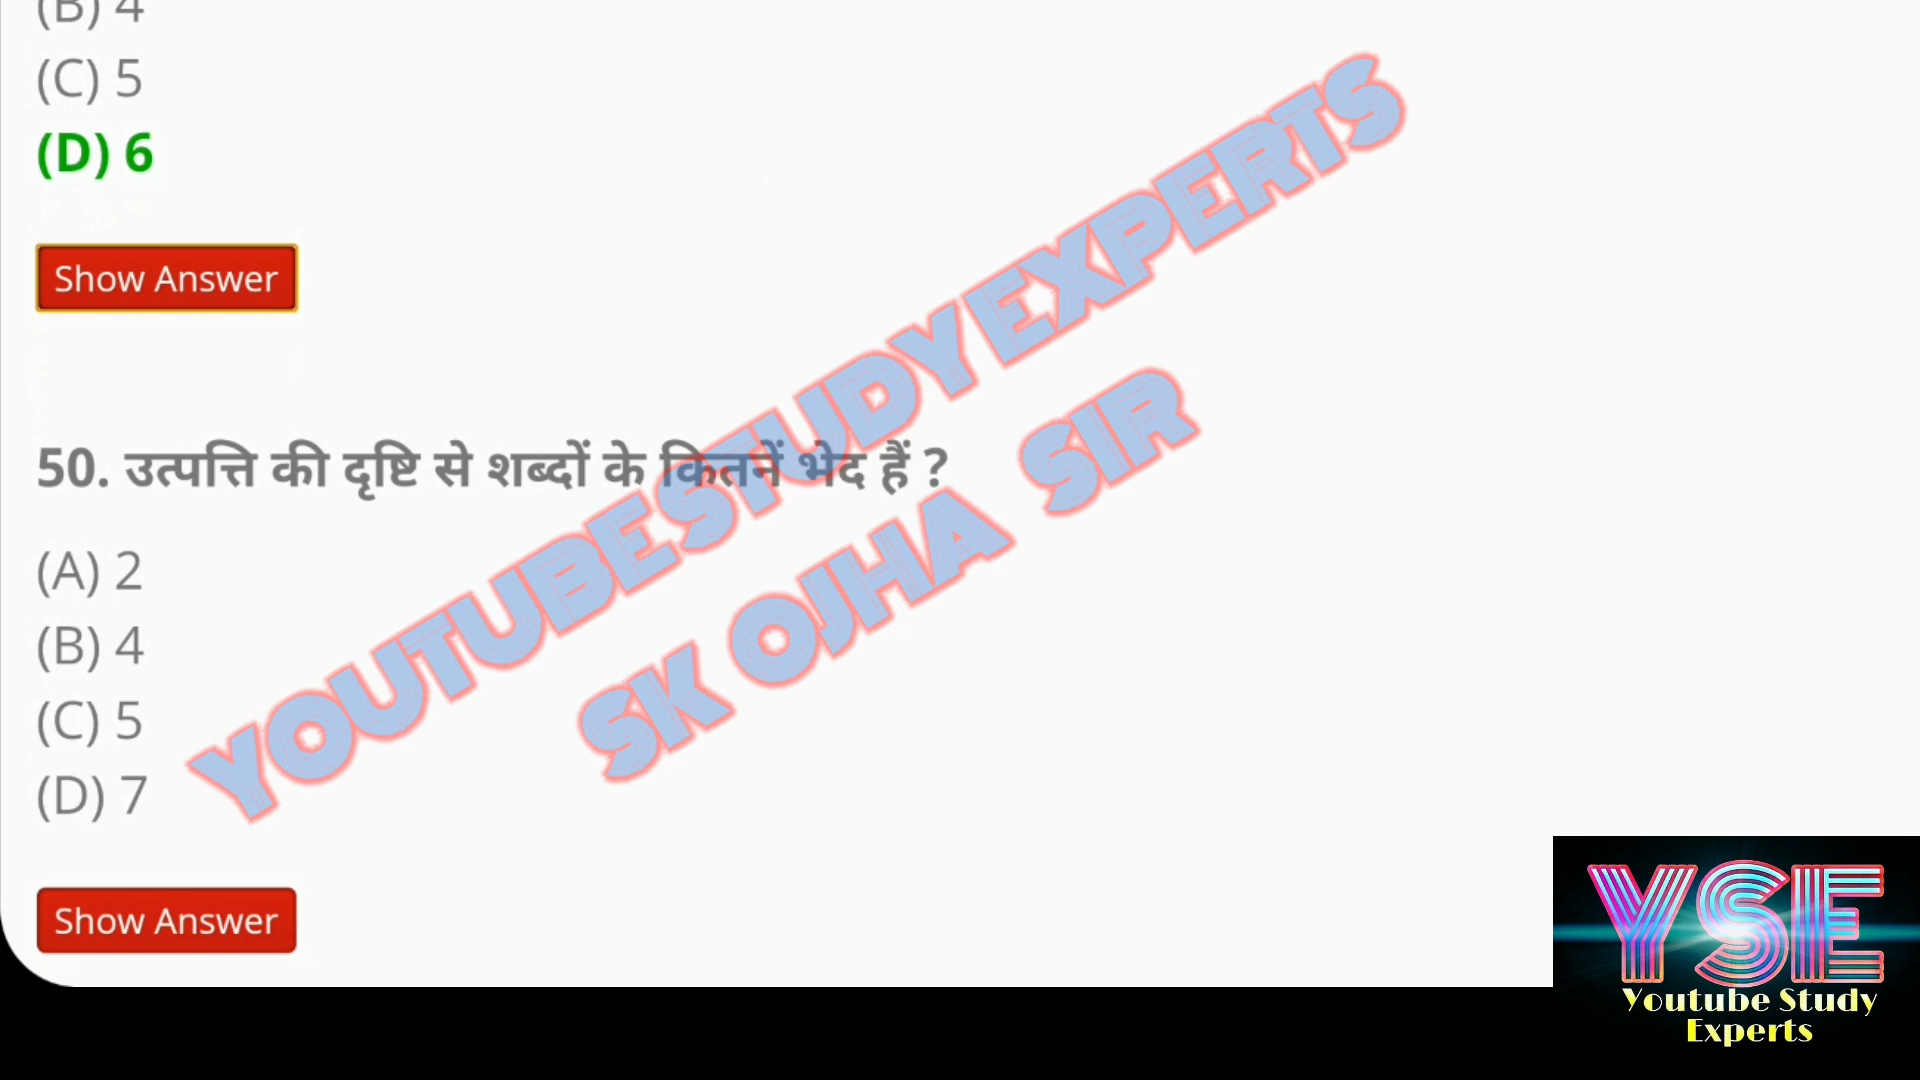 (B) 4
(C) 5
(D) 6
Show Answer
50. उत्पत्ति की दृष्टि से शब्दों के कितनें भेद हैं ?
(A) 2
(B) 4
(C) 5
(D) 7
Show Answer
YOUTUBESTUDYEXPERTS
SK OJHA SIR
YSE
Youtube Study
Experts